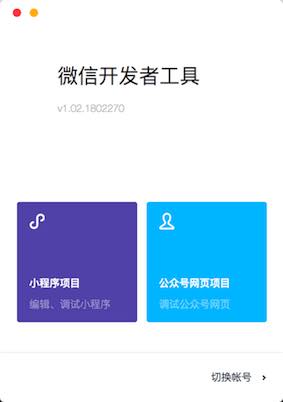 微信开发者工具
v1.02.1802270
小程序项目
编辑、调试小程序
公众号网页项目
调试公众号网页
切换帐号